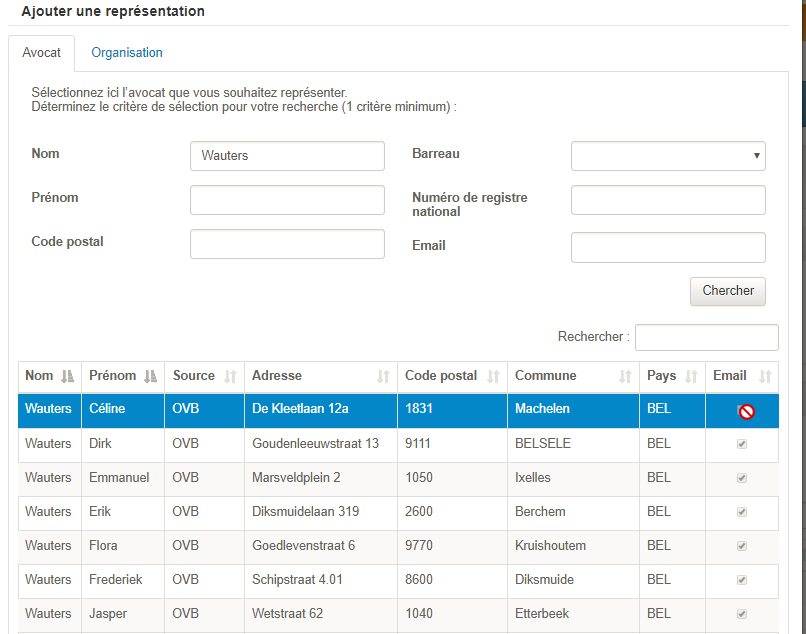 Ajouter une représentation
Avocat Organisation
Sélectionnez ici l'avocat que vous souhaitez représenter.
Déterminez le critère de sélection pour votre recherche (1 critère minimum) :
Nom Wauters Barreau
Prénom Numéro de registre
national
Code postal Email
Chercher
Rechercher :
Nom Prénom Source Adresse Code postal Commune Pays Email
Wauters Céline OVB De Kleetlaan 12a 1831 Machelen BEL
Wauters Dirk OVB Goudenleeuwstraat 13 9111 BELSELE BEL
Wauters Emmanuel OVB Marsveldplein 2 1050 Ixelles BEL
Wauters Erik OVB Diksmuidelaan 319 2600 Berchem BEL
Wauters Flora OVB Goedlevenstraat 6 9770 Kruishoutem BEL
Wauters Frederiek OVB Schipstraat 4.01 8600 Diksmuide BEL
Wauters Jasper OVB Wetstraat 62 1040 Etterbeek BEL